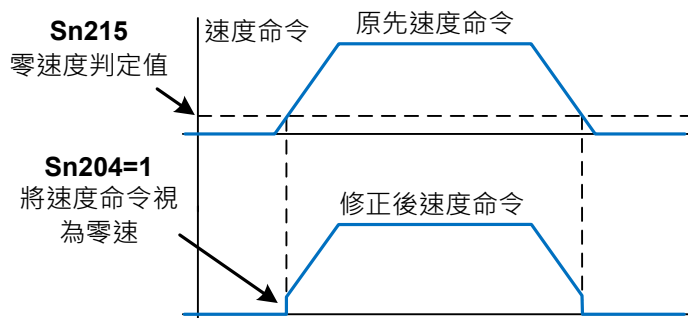 Sn215
零速度判定值
速度命令
原先速度命令
Sn204=1
將速度命令視
為零速
修正後速度命令